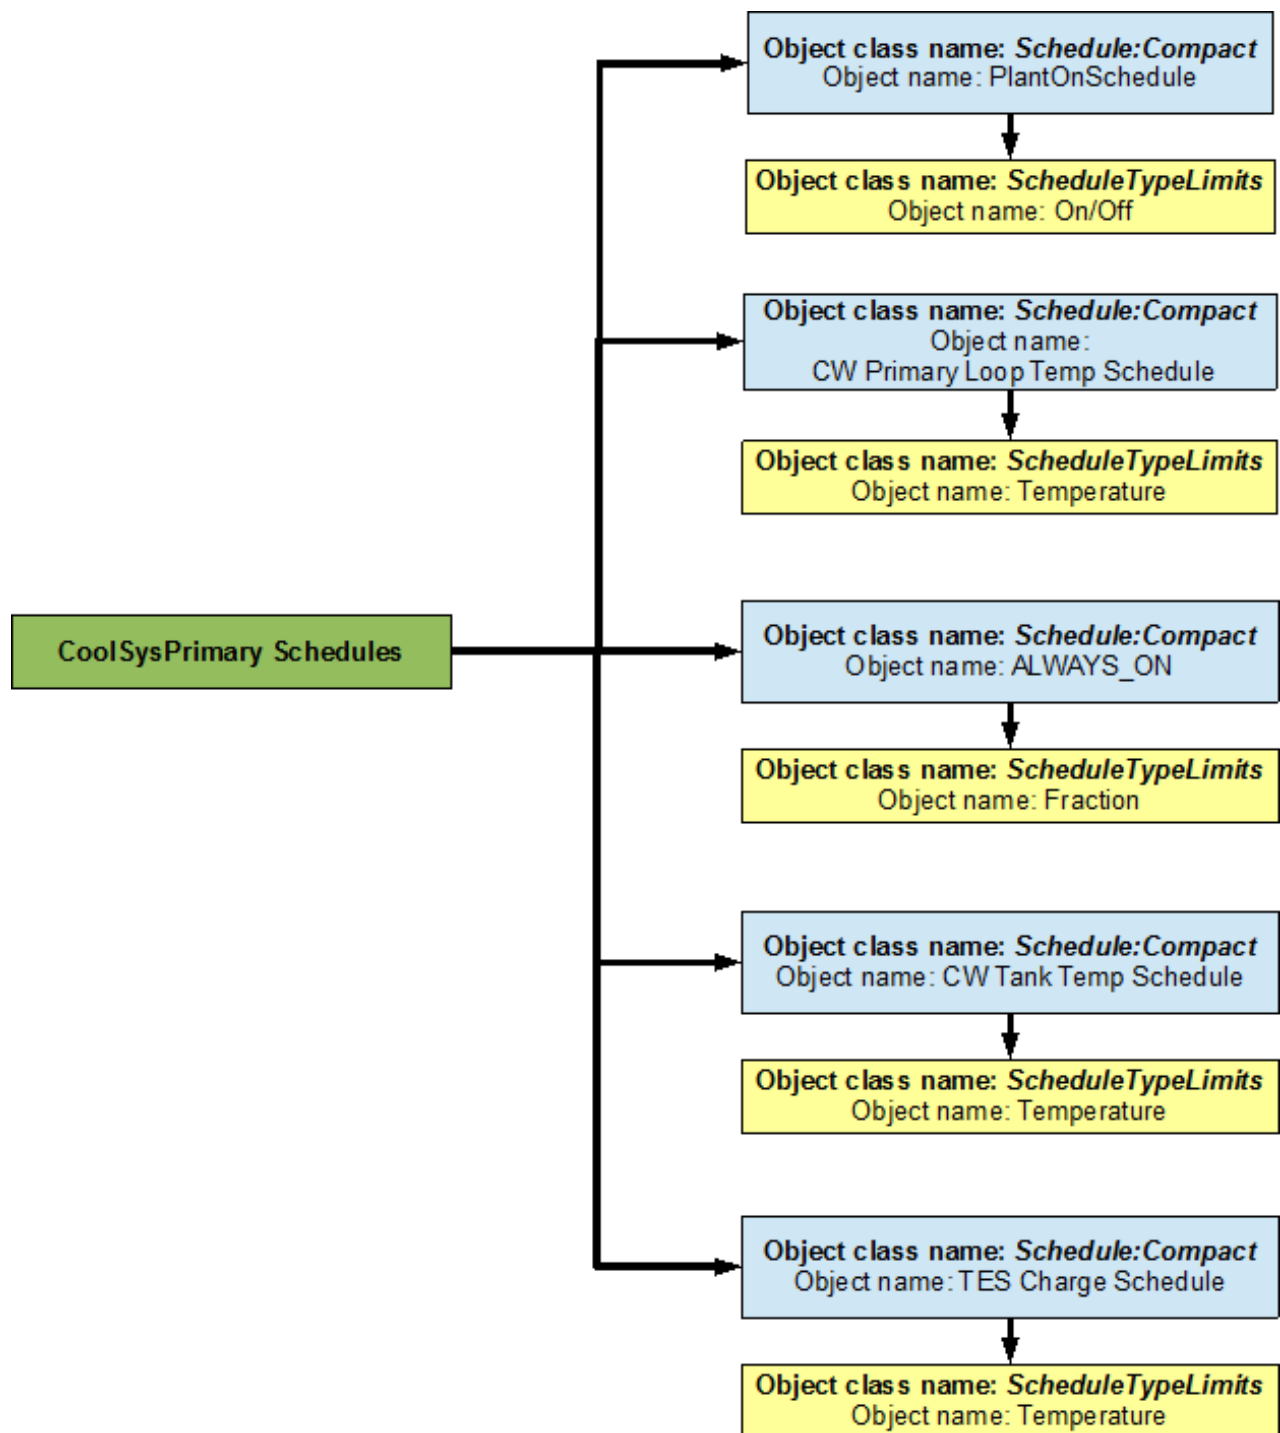 Object class name: Schedule:Compact
Object name: PlantOnSchedule
Object class name: ScheduleTypeLimits
Object name: On/Off
Object class name: Schedule:Compact
Object name:
CW Primary Loop Temp Schedule
Object class name: ScheduleTypeLimits
Object name: Temperature
CoolSysPrimary Schedules
Object class name: Schedule:Compact
Object name: ALWAYS_ON
Object class name: ScheduleTypeLimits
Object name: Fraction
Object class name: Schedule:Compact
Object name: CW Tank Temp Schedule
Object class name: ScheduleTypeLimits
Object name: Temperature
Object class name: Schedule:Compact
Object name: TES Charge Schedule
Object class name: ScheduleTypeLimits
Object name: Temperature